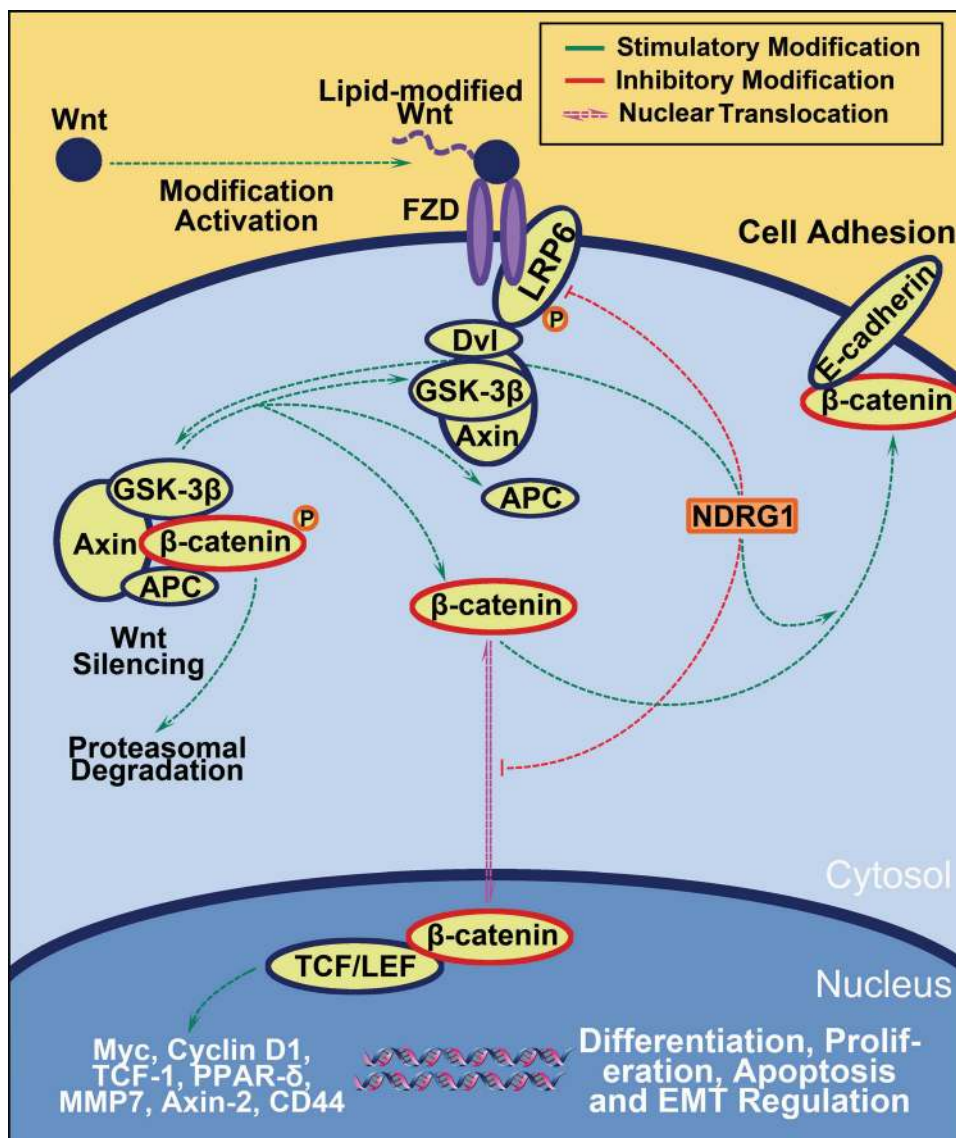 Stimulatory Modification
Inhibitory Modification
Nuclear Translocation
Lipid-modified
Wnt
Wnt
Modification
Activation
FZD
LRP6
P
Cell Adhesion
E-cadherin
β-catenin
Dvl
GSK-3β
Axin
APC
NDRG1
GSK-3β
Axin
β-catenin
P
APC
β-catenin
Wnt
Silencing
Proteasomal
Degradation
Cytosol
β-catenin
TCF/LEF
Nucleus
Myc, Cyclin D1,
TCF-1, PPAR-δ,
MMP7, Axin-2, CD44
Differentiation, Prolif-
eration, Apoptosis
and EMT Regulation